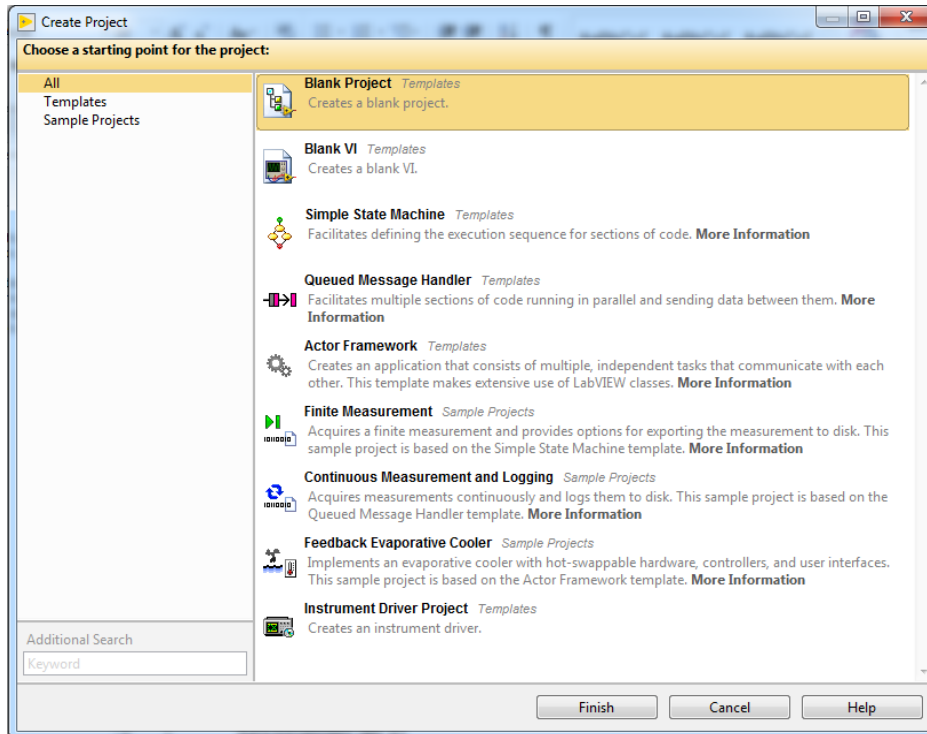 Create Project
Choose a starting point for the project:
All
Templates
Sample Projects
Blank Project Templates
Creates a blank project.
Blank VI Templates
Creates a blank VI.
Simple State Machine Templates
Facilitates defining the execution sequence for sections of code. More Information
Queued Message Handler Templates
Facilitates multiple sections of code running in parallel and sending data between them. More
Information
Actor Framework Templates
Creates an application that consists of multiple, independent tasks that communicate with each
other. This template makes extensive use of LabVIEW classes. More Information
Finite Measurement Sample Projects
Acquires a finite measurement and provides options for exporting the measurement to disk. This
sample project is based on the Simple State Machine template. More Information
Continuous Measurement and Logging Sample Projects
Acquires measurements continuously and logs them to disk. This sample project is based on the
Queued Message Handler template. More Information
Feedback Evaporative Cooler Sample Projects
Implements an evaporative cooler with hot-swappable hardware, controllers, and user interfaces.
This sample project is based on the Actor Framework template. More Information
Instrument Driver Project Templates
Creates an instrument driver.
Additional Search
Keyword
Finish
Cancel
Help